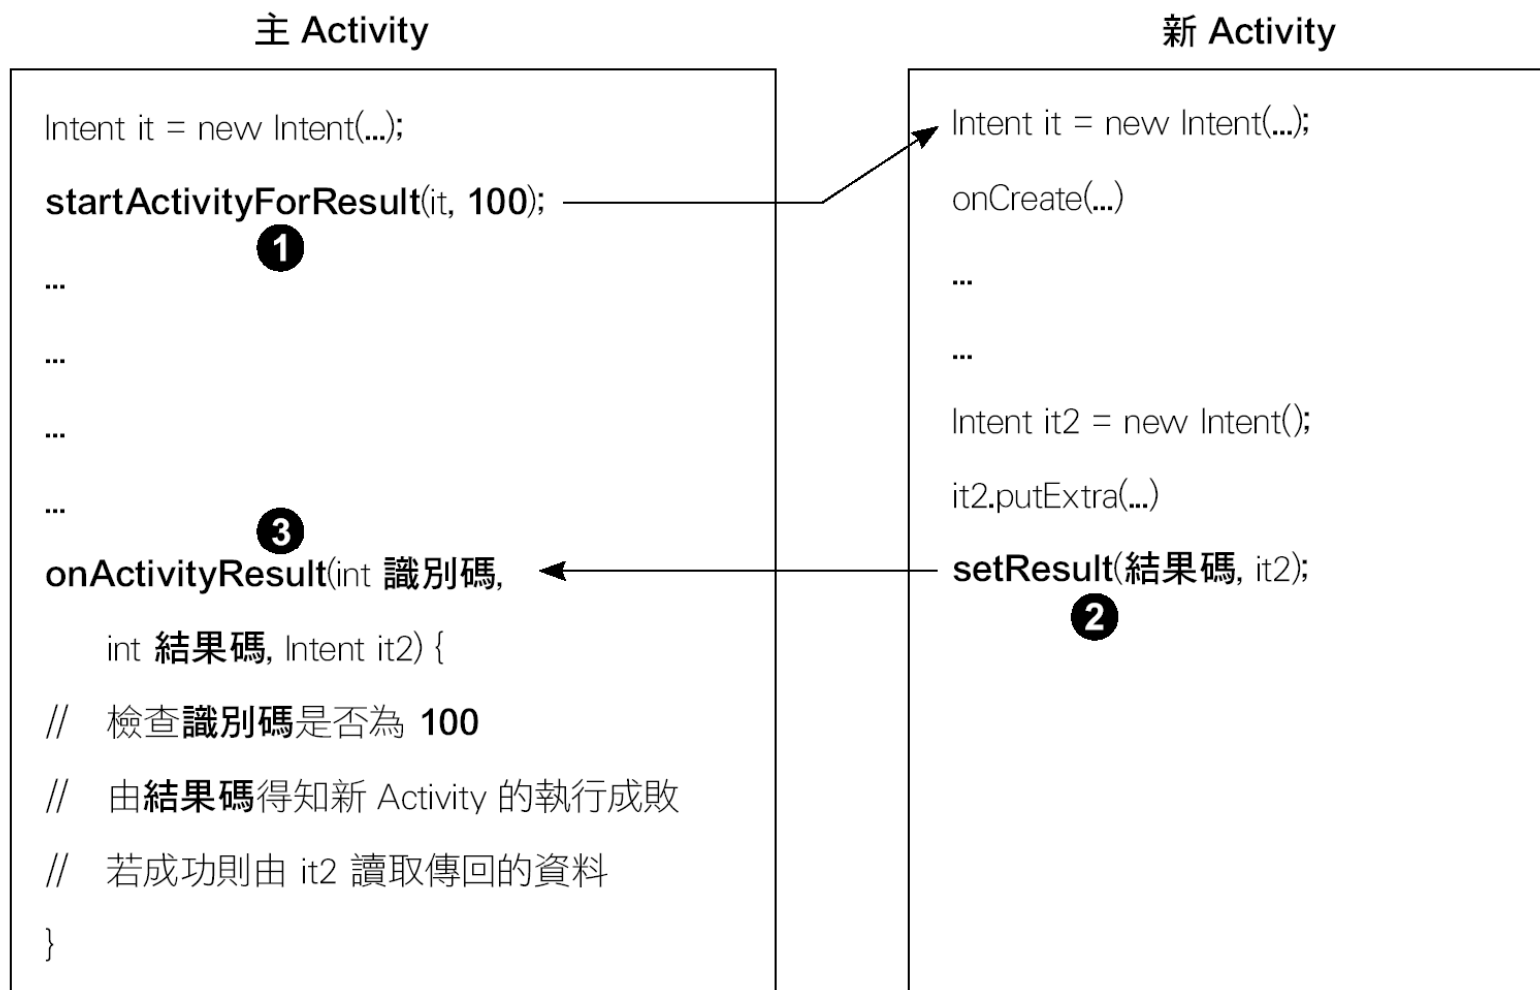 主 Activity
Intent it = new Intent(...);
startActivityForResult(it, 100);
1
...
...
...
...
3
onActivityResult(int 識別碼,
int 結果碼, Intent it2) {
// 檢查識別碼是否為 100
// 由結果碼得知新 Activity 的執行成敗
// 若成功則由 it2 讀取傳回的資料
}
新 Activity
Intent it = new Intent(...);
onCreate(...)
...
...
Intent it2 = new Intent();
it2.putExtra(...)
setResult(結果碼, it2);
2